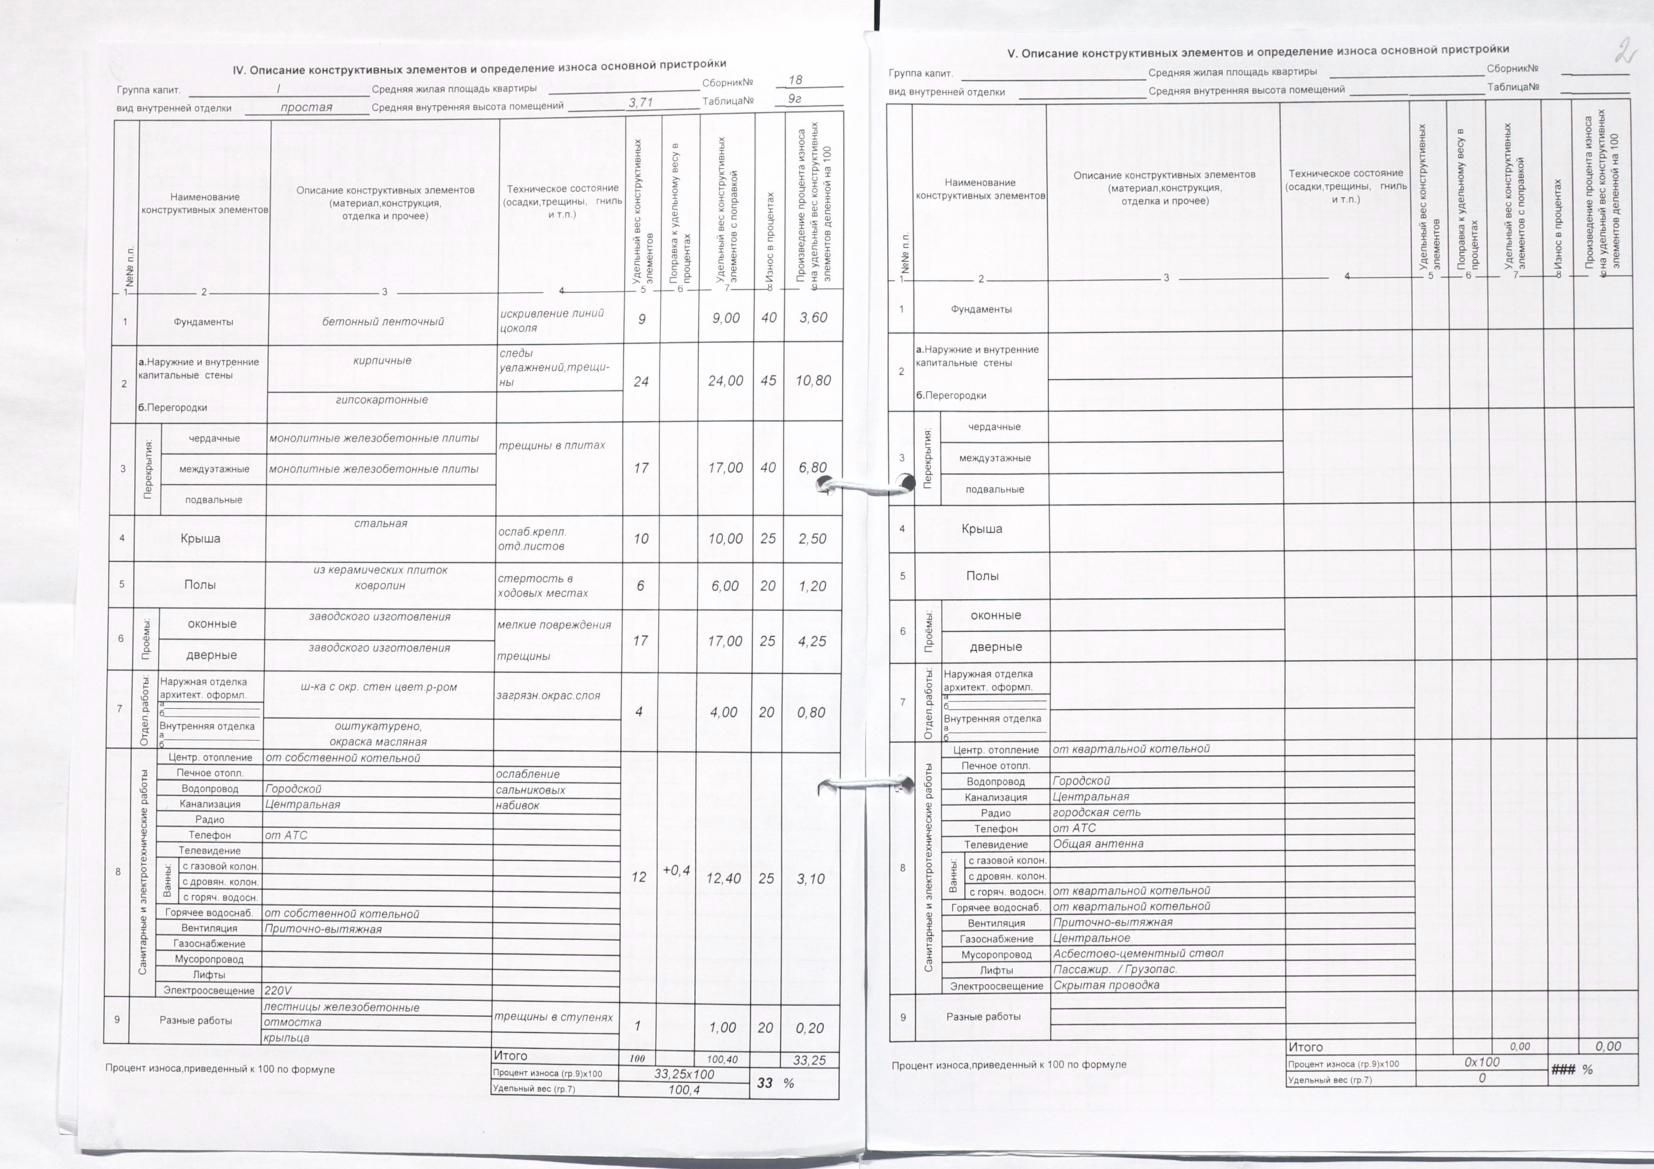 IV. Описание конструктивных элементов и определение износа основной пристройки
Группа капит. I Средняя жилая площадь квартиры Сборник№ 18
вид внутренней отделки простая Средняя внутренняя высота помещений 3,71 Таблица№ 9г
№№ п.п.
Наименование конструктивных элементов
Описание конструктивных элементов (материал,конструкция, отделка и прочее)
Техническое состояние (осадки,трещины, гниль и т.п.)
Удельный вес конструктивных элементов
Поправка к удельному весу в процентах
Удельный вес конструктивных элементов с поправкой
Износ в процентах
Произведение процента износа на удельный вес конструктивных элементов деленной на 100
1 2 3 4 5 6 7 8 9
1 Фундаменты бетонный ленточный искривление линий цоколя 9 9,00 40 3,60
2 а.Наружние и внутренние капитальные стены кирпичные следы увлажнений,трещи-ны 24 24,00 45 10,80
б.Перегородки гипсокартонные
3 Перекрытия: чердачные монолитные железобетонные плиты трещины в плитах 17 17,00 40 6,80
междуэтажные монолитные железобетонные плиты
подвальные
4 Крыша стальная ослаб.крепл. отд.листов 10 10,00 25 2,50
5 Полы из керамических плиток ковролин стертость в ходовых местах 6 6,00 20 1,20
6 Проёмы: оконные заводского изготовления мелкие повреждения 17 17,00 25 4,25
дверные заводского изготовления трещины
7 Отдел.работы: Наружная отделка архитект. оформл. ш-ка с окр. стен цвет.р-ром загрязн.окрас.слоя 4 4,00 20 0,80
а
б
Внутренняя отделка оштукатурено, окраска масляная
а
б
8 Санитарные и электротехнические работы 12 +0,4 12,40 25 3,10
Центр. отопление от собственной котельной
Печное отопл. ослабление
Водопровод Городской сальниковых
Канализация Центральная набивок
Радио
Телефон от АТС
Телевидение
Ванны: с газовой колон.
с дровян. колон.
с горяч. водосн.
Горячее водоснаб. от собственной котельной
Вентиляция Приточно-вытяжная
Газоснабжение
Мусоропровод
Лифты
Электроосвещение 220V
9 Разные работы лестницы железобетонные трещины в ступенях 1 1,00 20 0,20
отмостка
крыльца
Итого 100 100,40 33,25
Процент износа,приведенный к 100 по формуле Процент износа (гр.9)х100 33,25x100 33 %
Удельный вес (гр.7) 100,4
2
V. Описание конструктивных элементов и определение износа основной пристройки
Группа капит. Средняя жилая площадь квартиры Сборник№
вид внутренней отделки Средняя внутренняя высота помещений Таблица№
№№ п.п.
Наименование конструктивных элементов
Описание конструктивных элементов (материал,конструкция, отделка и прочее)
Техническое состояние (осадки,трещины, гниль и т.п.)
Удельный вес конструктивных элементов
Поправка к удельному весу в процентах
Удельный вес конструктивных элементов с поправкой
Износ в процентах
Произведение процента износа на удельный вес конструктивных элементов деленной на 100
1 2 3 4 5 6 7 8
1 Фундаменты
2 а.Наружние и внутренние капитальные стены
б.Перегородки
3 Перекрытия: чердачные
междуэтажные
подвальные
4 Крыша
5 Полы
6 Проёмы: оконные
дверные
7 Отдел.работы: Наружная отделка архитект. оформл.
а
б
Внутренняя отделка
а
б
8 Санитарные и электротехнические работы
Центр. отопление от квартальной котельной
Печное отопл.
Водопровод Городской
Канализация Центральная
Радио городская сеть
Телефон от АТС
Телевидение Общая антенна
Ванны: с газовой колон.
с дровян. колон.
с горяч. водосн. от квартальной котельной
Горячее водоснаб. от квартальной котельной
Вентиляция Приточно-вытяжная
Газоснабжение Центральное
Мусоропровод Асбестово-цементный ствол
Лифты Пассажир. / Грузопас.
Электроосвещение Скрытая проводка
9 Разные работы
Итого 0,00 0,00
Процент износа,приведенный к 100 по формуле Процент износа (гр.9)х100 0x100 ### %
Удельный вес (гр.7) 0